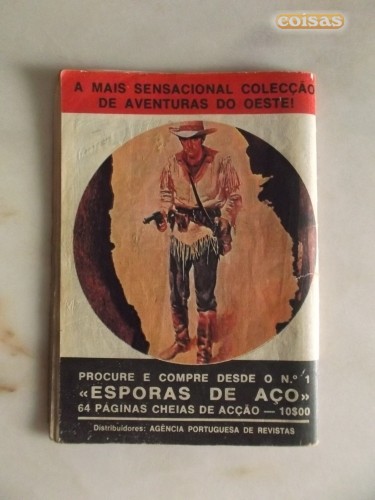 coisas
A MAIS SENSACIONAL COLECÇÃO
DE AVENTURAS DO OESTE!
PROCURE E COMPRE DESDE O N.º 1
«ESPORAS DE AÇO»
64 PÁGINAS CHEIAS DE ACÇÃO — 10$00
Distribuidores: AGÊNCIA PORTUGUESA DE REVISTAS